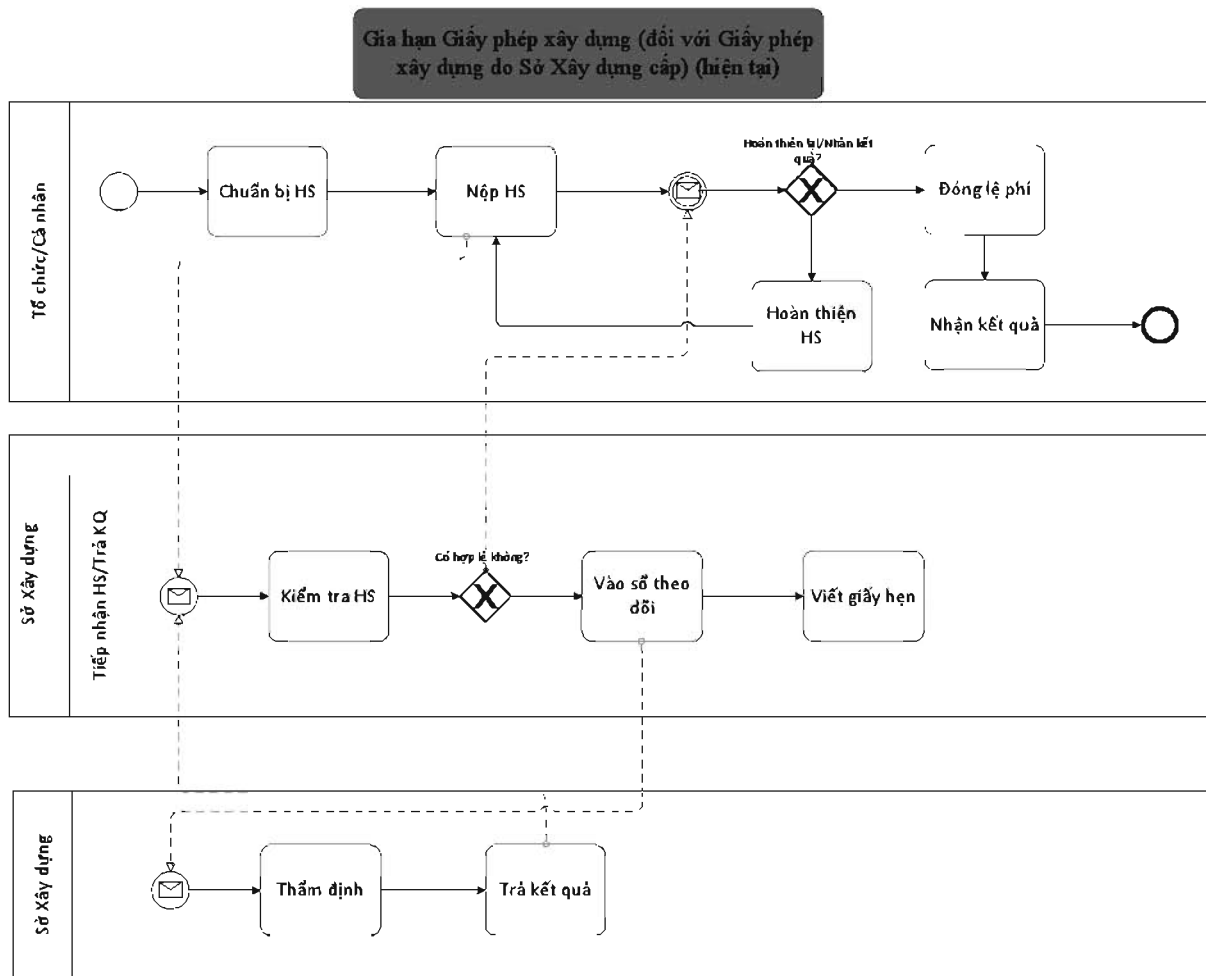 Gia hạn Giấy phép xây dựng (đối với Giấy phép
xây dựng do Sở Xây dựng cấp) (hiện tại)
Tổ chức/Cá nhân
Chuẩn bị HS
Nộp HS
Hoàn thiện lại/Nhận kết
quả?
Đóng lệ phí
Hoàn thiện
HS
Nhận kết quả
Sở Xây dựng
Tiếp nhận HS/Trả KQ
Kiểm tra HS
Có hợp lệ không?
Vào sổ theo
dõi
Viết giấy hẹn
Sở Xây dựng
Thẩm định
Trả kết quả